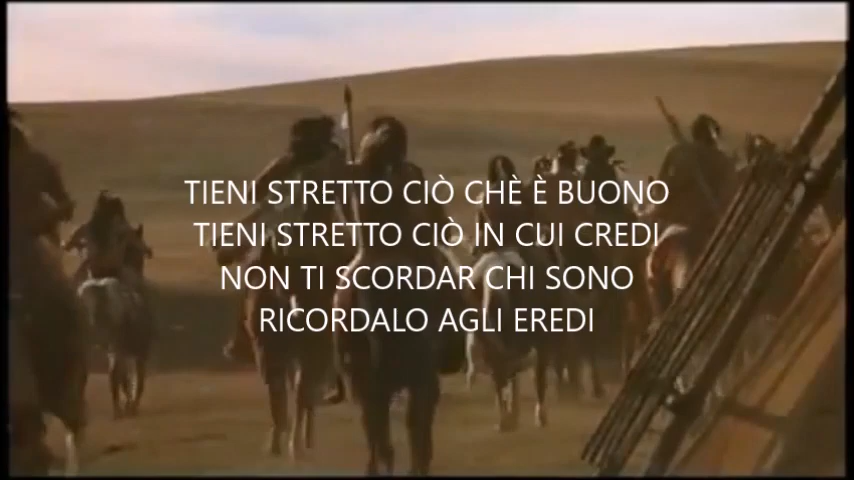 TIENI STRETTO CIÒ CHÈ È BUONO
TIENI STRETTO CIÒ IN CUI CREDI
NON TI SCORDAR CHI SONO
RICORDALO AGLI EREDI